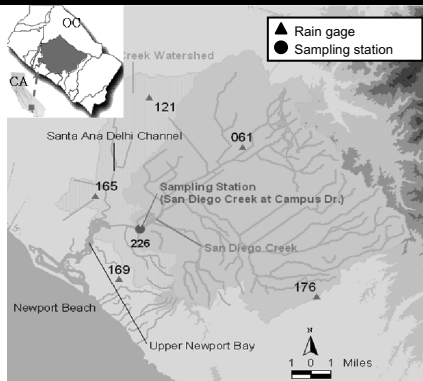 OC
CA
Rain gage
Sampling station
Creek Watershed
121
061
Santa Ana Delhi Channel
165
Sampling Station
(San Diego Creek at Campus Dr.)
226
San Diego Creek
169
176
Newport Beach
Upper Newport Bay
N
1 0 1 Miles